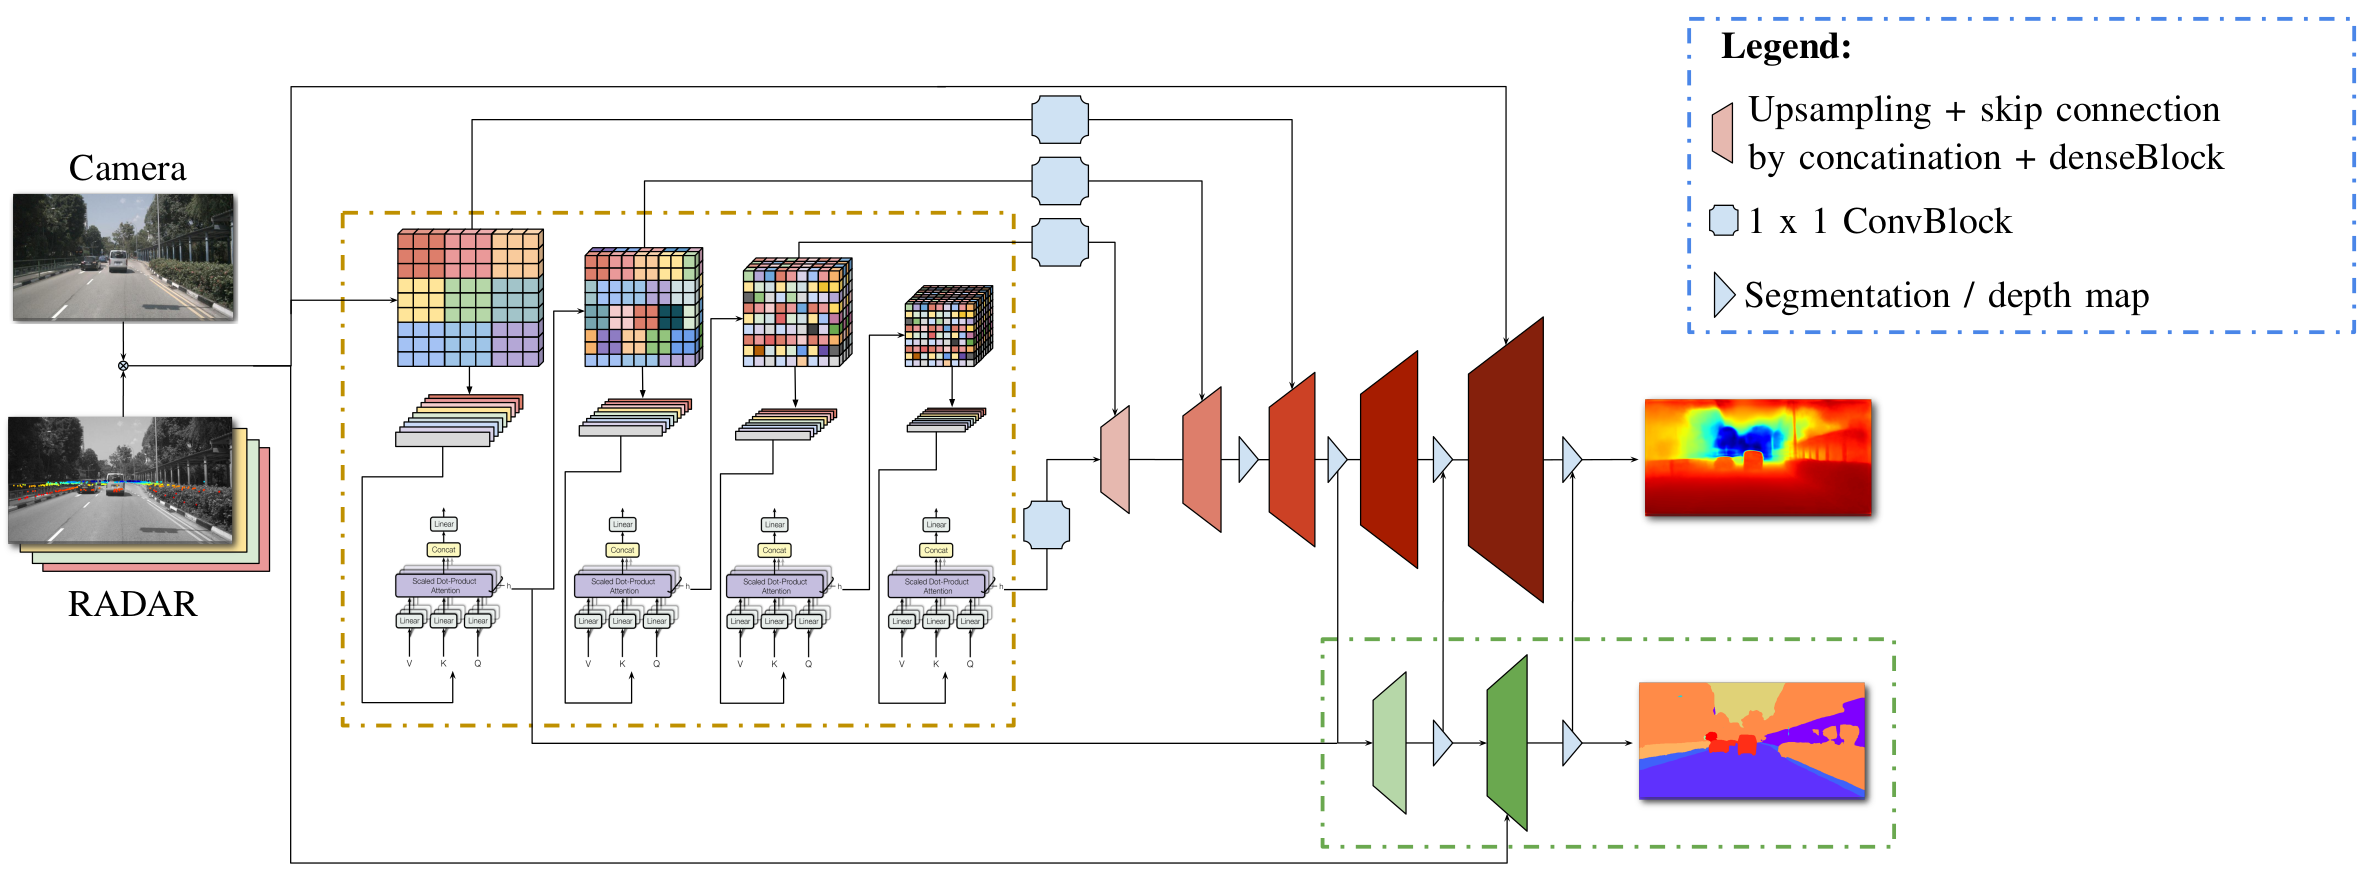 Legend:
Upsampling + skip connection
by concatination + denseBlock
1 x 1 ConvBlock
Segmentation / depth map
Camera
RADAR
Linear
Concat
Scaled Dot-Product
Attention
h
Linear Linear Linear
V K Q
Linear
Concat
Scaled Dot-Product
Attention
h
Linear Linear Linear
V K Q
Linear
Concat
Scaled Dot-Product
Attention
h
Linear Linear Linear
V K Q
Linear
Concat
Scaled Dot-Product
Attention
h
Linear Linear Linear
V K Q